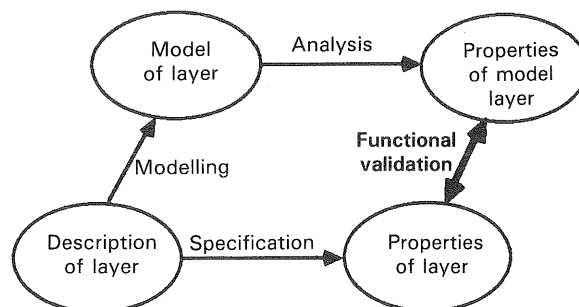 Model
of layer
Analysis
Properties
of model
layer
Functional
validation
Modelling
Description
of layer
Specification
Properties
of layer